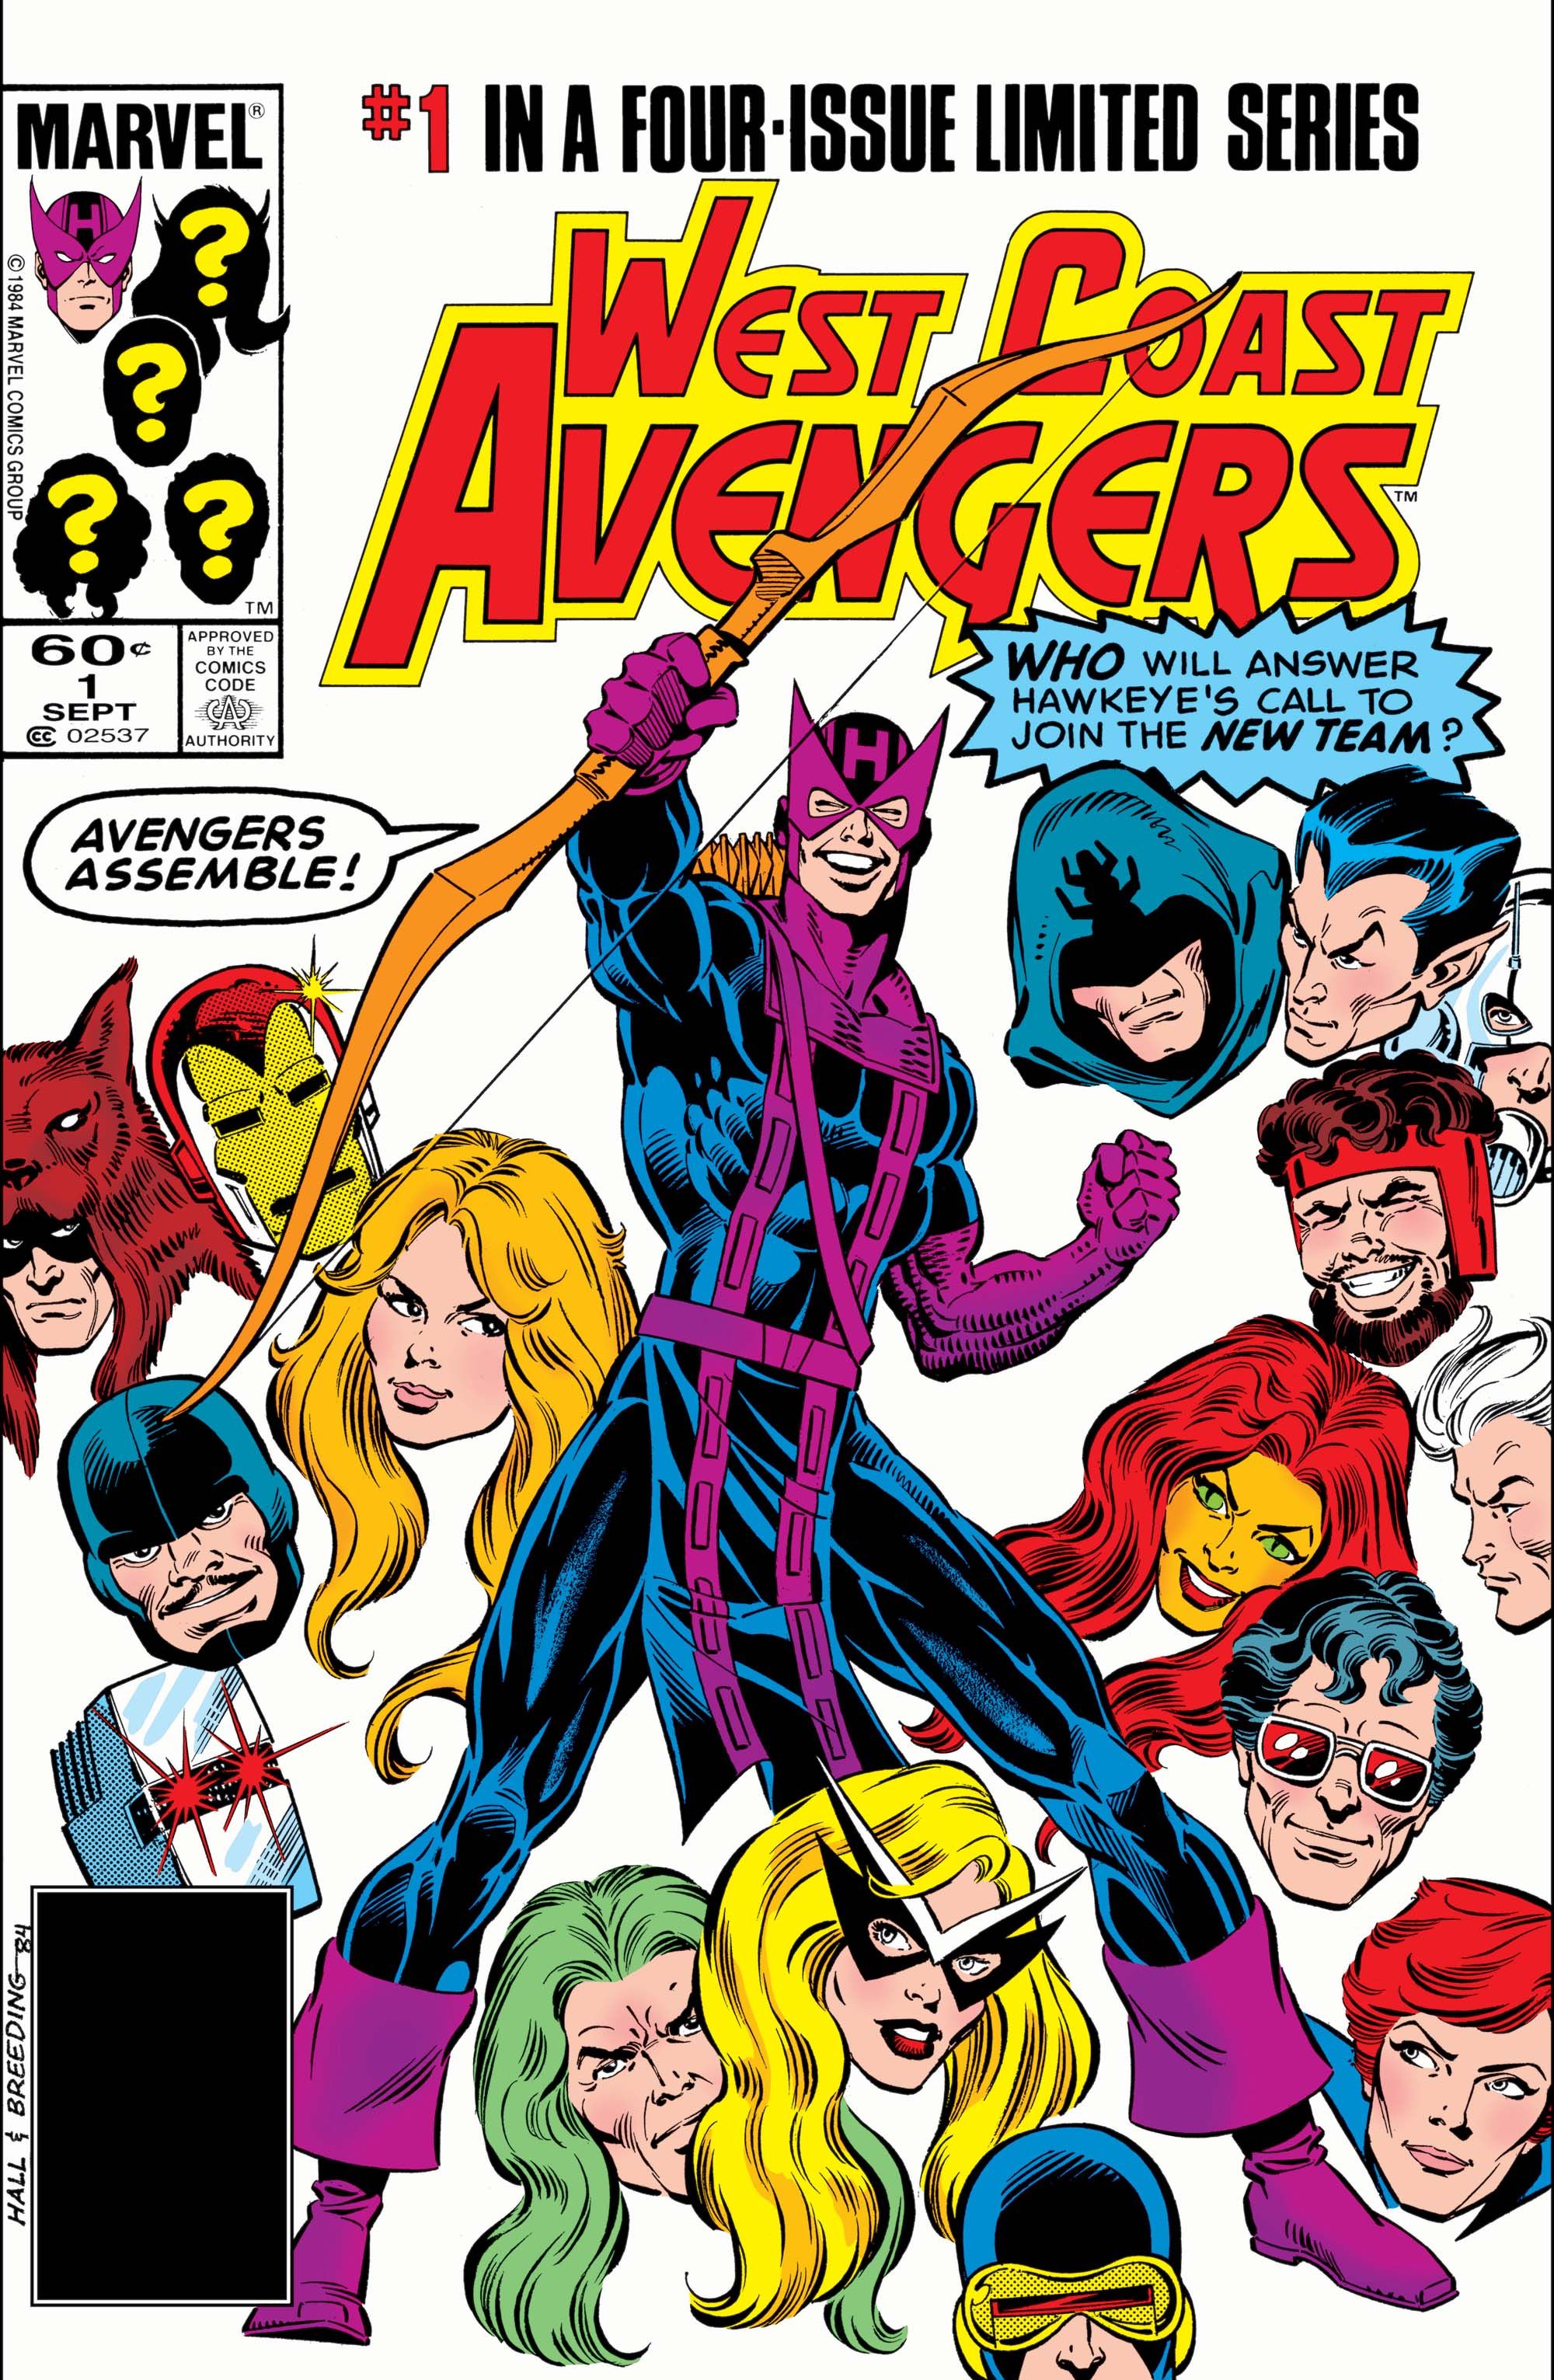 #1 IN A FOUR-ISSUE LIMITED SERIES
MARVEL®
H
?
?
?
?
TM
© 1984 MARVEL COMICS GROUP
60¢
1
SEPT
CC 02537
APPROVED
BY THE
COMICS
CODE
CA
AUTHORITY
WEST COAST
AVENGERS™
WHO WILL ANSWER
HAWKEYE'S CALL TO
JOIN THE NEW TEAM?
AVENGERS
ASSEMBLE!
H
HALL & BREEDING-84